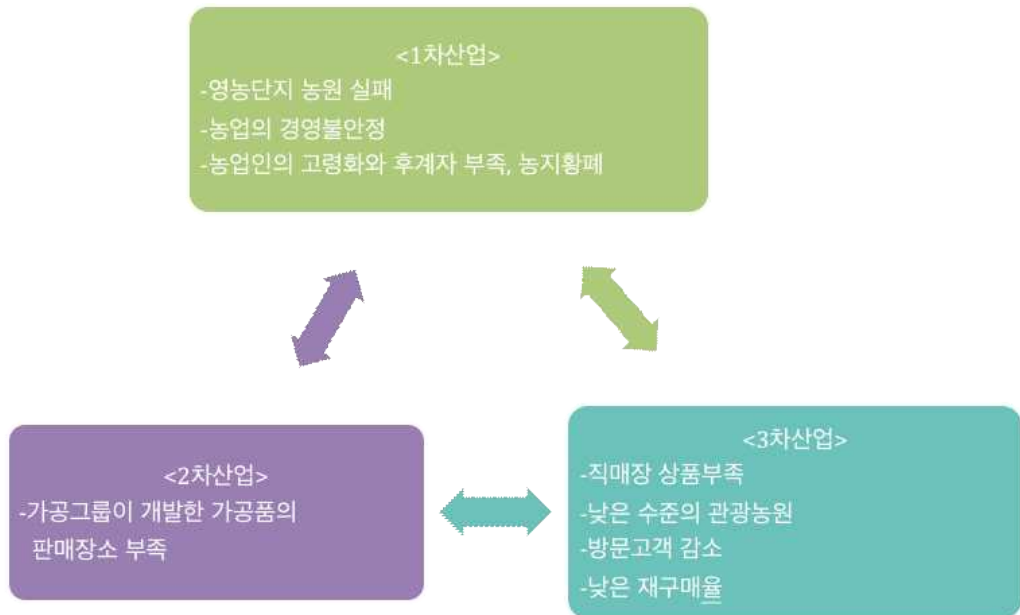 <1차산업>
-영농단지 농원 실패
-농업의 경영불안정
-농업인의 고령화와 후계자 부족, 농지황폐
<2차산업>
-가공그룹이 개발한 가공품의
판매장소 부족
<3차산업>
-직매장 상품부족
-낮은 수준의 관광농원
-방문고객 감소
-낮은 재구매율